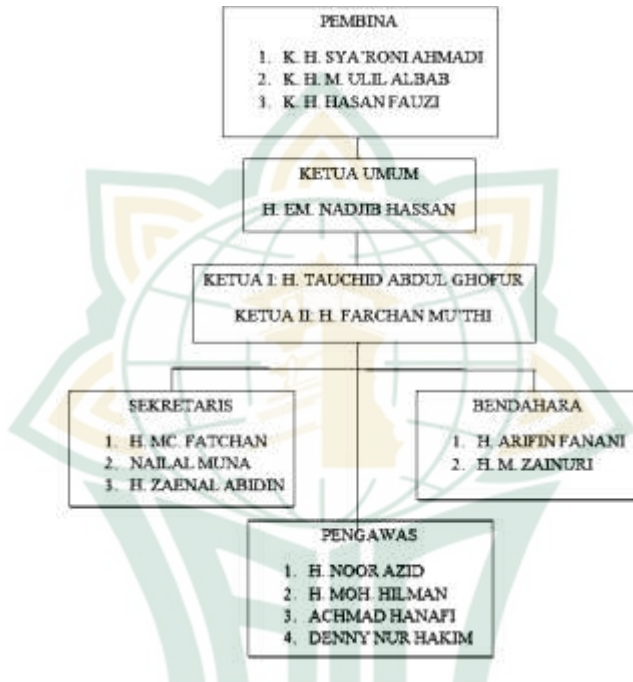 PEMBINA
1. K. H. SYA'RONI AHMADI
2. K. H. M. ULIL ALBAB
3. K. H. HASAN FAUZI
KETUA UMUM
H. EM. NADJIB HASSAN
KETUA I: H. TAUCHID ABDUL GHOFUR
KETUA II: H. FARCHAN MU'THI
SEKRETARIS
1. H. MC. FATCHAN
2. NAILAL MUNA
3. H. ZAENAL ABIDIN
BENDAHARA
1. H. ARIFIN FANANI
2. H. M. ZAINURI
PENGAWAS
1. H. NOOR AZID
2. H. MOH. HILMAN
3. ACHMAD HANAFI
4. DENNY NUR HAKIM